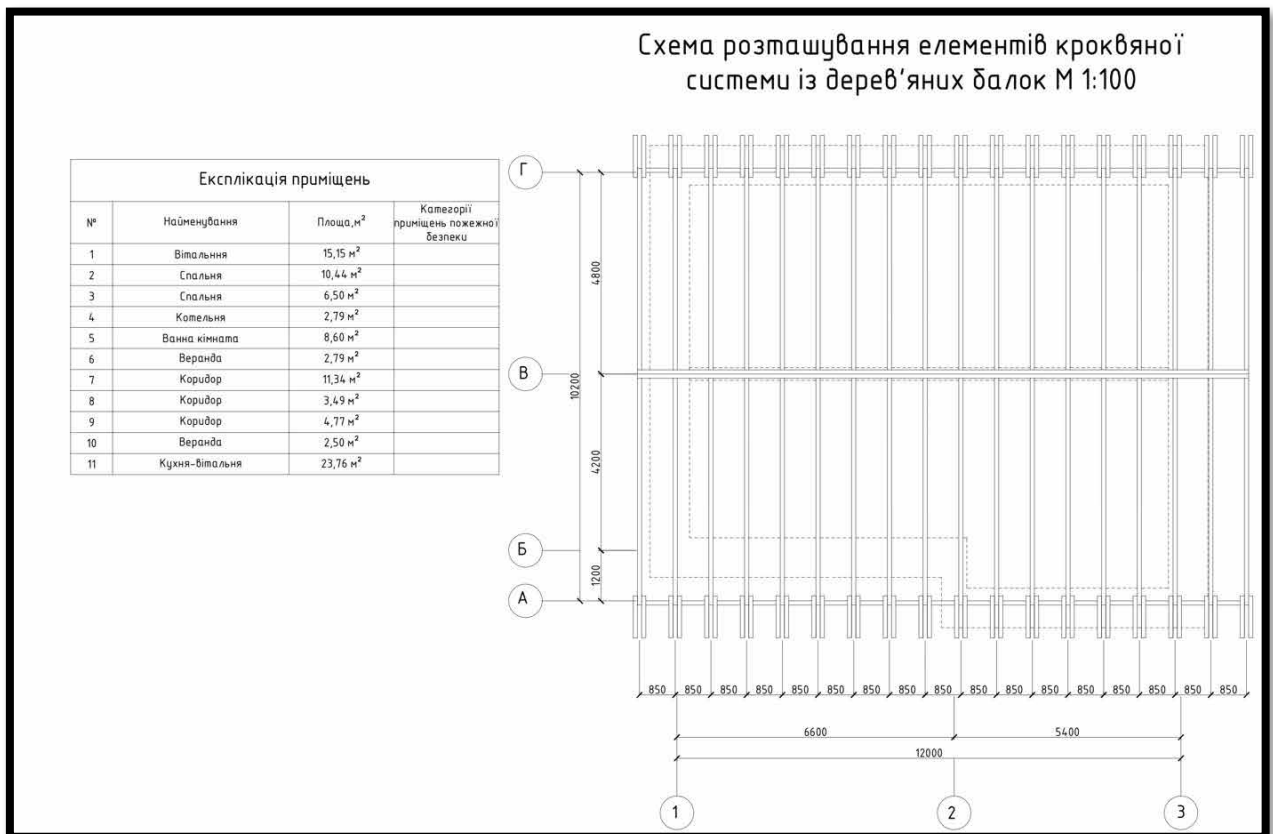 Схема розташування елементів кроквяної
системи із дерев'яних балок М 1:100
Експлікація приміщень
№ Найменування Площа,м² Категорії приміщень пожежної безпеки
1 Вітальння 15,15 м²
2 Спальня 10,44 м²
3 Спальня 6,50 м²
4 Котельня 2,79 м²
5 Ванна кімната 8,60 м²
6 Веранда 2,79 м²
7 Коридор 11,34 м²
8 Коридор 3,49 м²
9 Коридор 4,77 м²
10 Веранда 2,50 м²
11 Кухня-вітальня 23,76 м²
Г
4800
В
10200
4200
Б
1200
А
850 850 850 850 850 850 850 850 850 850 850 850 850 850 850 850 850
6600 5400
12000
1 2 3